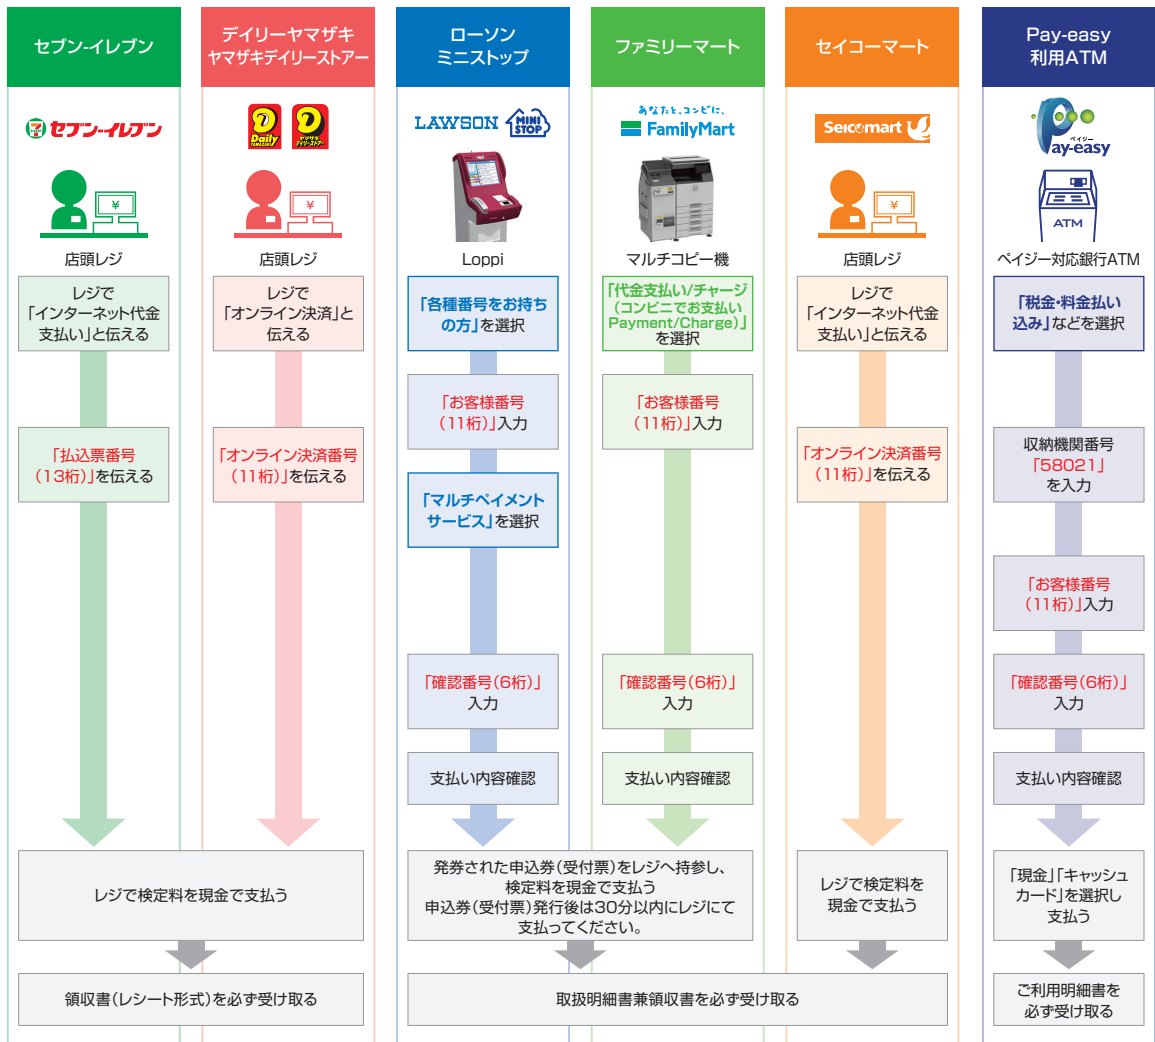 セブン-イレブン
セブン-イレブン
¥
店頭レジ
レジで
「インターネット代金
支払い」と伝える
「払込票番号
(13桁)」を伝える
デイリーヤマザキ
ヤマザキデイリーストアー
Daily
YAMAZAKI
ヤマザキ
デイリーストアー
¥
店頭レジ
レジで
「オンライン決済」と
伝える
「オンライン決済番号
(11桁)」を伝える
レジで検定料を現金で支払う
領収書(レシート形式)を必ず受け取る
ローソン
ミニストップ
LAWSON
MINI
STOP
Loppi
「各種番号をお持ち
の方」を選択
「お客様番号
(11桁)」入力
「マルチペイメント
サービス」を選択
「確認番号(6桁)」
入力
支払い内容確認
ファミリーマート
あなたと、コンビに、
FamilyMart
マルチコピー機
「代金支払い/チャージ
(コンビニでお支払い
Payment/Charge)」
を選択
「お客様番号
(11桁)」入力
「確認番号(6桁)」
入力
支払い内容確認
発券された申込券(受付票)をレジへ持参し、
検定料を現金で支払う
申込券(受付票)発行後は30分以内にレジにて
支払ってください。
セイコーマート
Seicomart
¥
店頭レジ
レジで
「インターネット代金
支払い」と伝える
「オンライン決済番号
(11桁)」を伝える
レジで検定料を
現金で支払う
取扱明細書兼領収書を必ず受け取る
Pay-easy
利用ATM
ペイジー
Pay-easy
ATM
ペイジー対応銀行ATM
「税金・料金払い
込み」などを選択
収納機関番号
「58021」
を入力
「お客様番号
(11桁)」入力
「確認番号(6桁)」
入力
支払い内容確認
「現金」「キャッシュ
カード」を選択し
支払う
ご利用明細書を
必ず受け取る